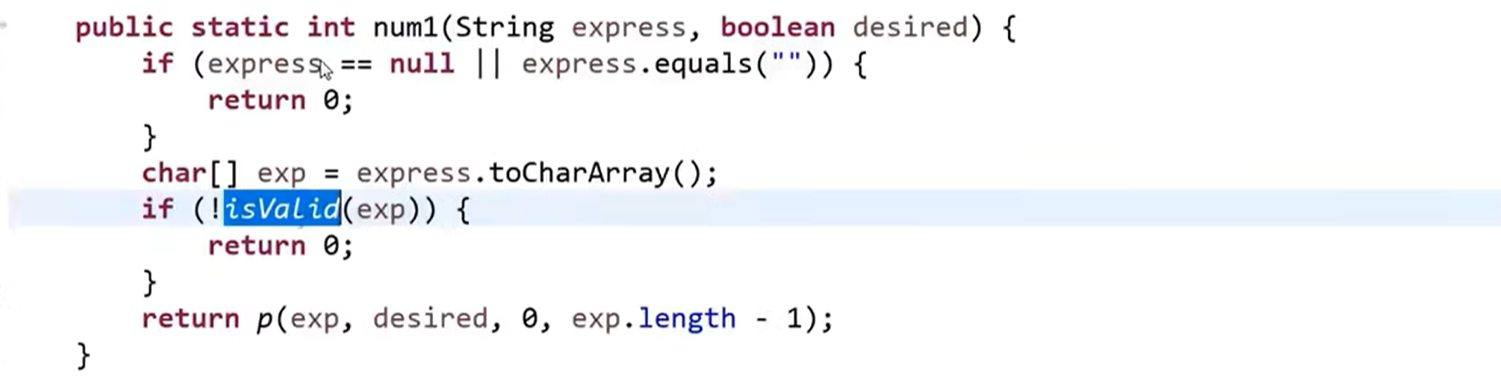 public static int num1(String express, boolean desired) {
if (express == null || express.equals("")) {
return 0;
}
char[] exp = express.toCharArray();
if (!isValid(exp)) {
return 0;
}
return p(exp, desired, 0, exp.length - 1);
}